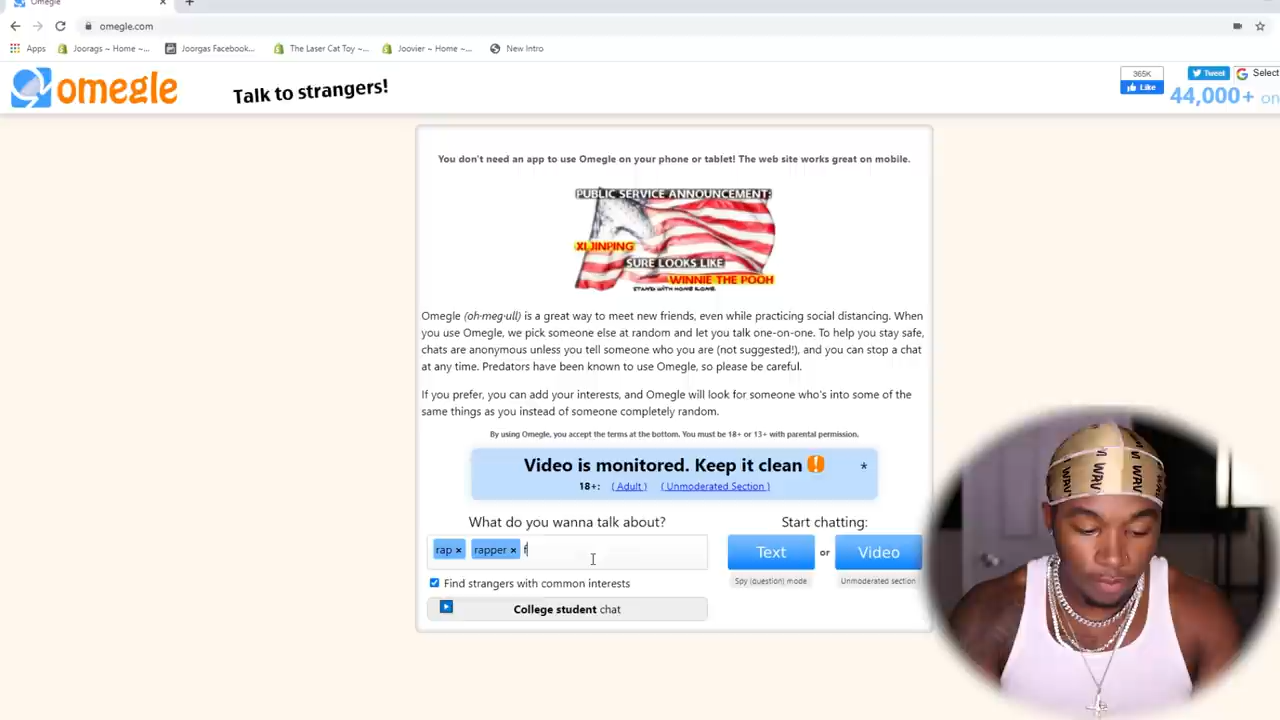 Omegle
omegle.com
Apps
Joorags ~ Home ~...
Joorgas Facebook...
The Laser Cat Toy ~...
Joovier ~ Home ~...
New Intro
omegle
Talk to strangers!
365K
Like
Tweet
Select
44,000+ on
You don't need an app to use Omegle on your phone or tablet! The web site works great on mobile.
PUBLIC SERVICE ANNOUNCEMENT:
XI JINPING
SURE LOOKS LIKE
WINNIE THE POOH
STAND WITH HONG KONG.
Omegle (oh·meg·ull) is a great way to meet new friends, even while practicing social distancing. When
you use Omegle, we pick someone else at random and let you talk one-on-one. To help you stay safe,
chats are anonymous unless you tell someone who you are (not suggested!), and you can stop a chat
at any time. Predators have been known to use Omegle, so please be careful.
If you prefer, you can add your interests, and Omegle will look for someone who's into some of the
same things as you instead of someone completely random.
By using Omegle, you accept the terms at the bottom. You must be 18+ or 13+ with parental permission.
Video is monitored. Keep it clean ! *
18+: (Adult) (Unmoderated Section)
What do you wanna talk about?
Start chatting:
rap × rapper × f
Text or Video
Find strangers with common interests
Spy (question) mode
Unmoderated section
College student chat
WAV